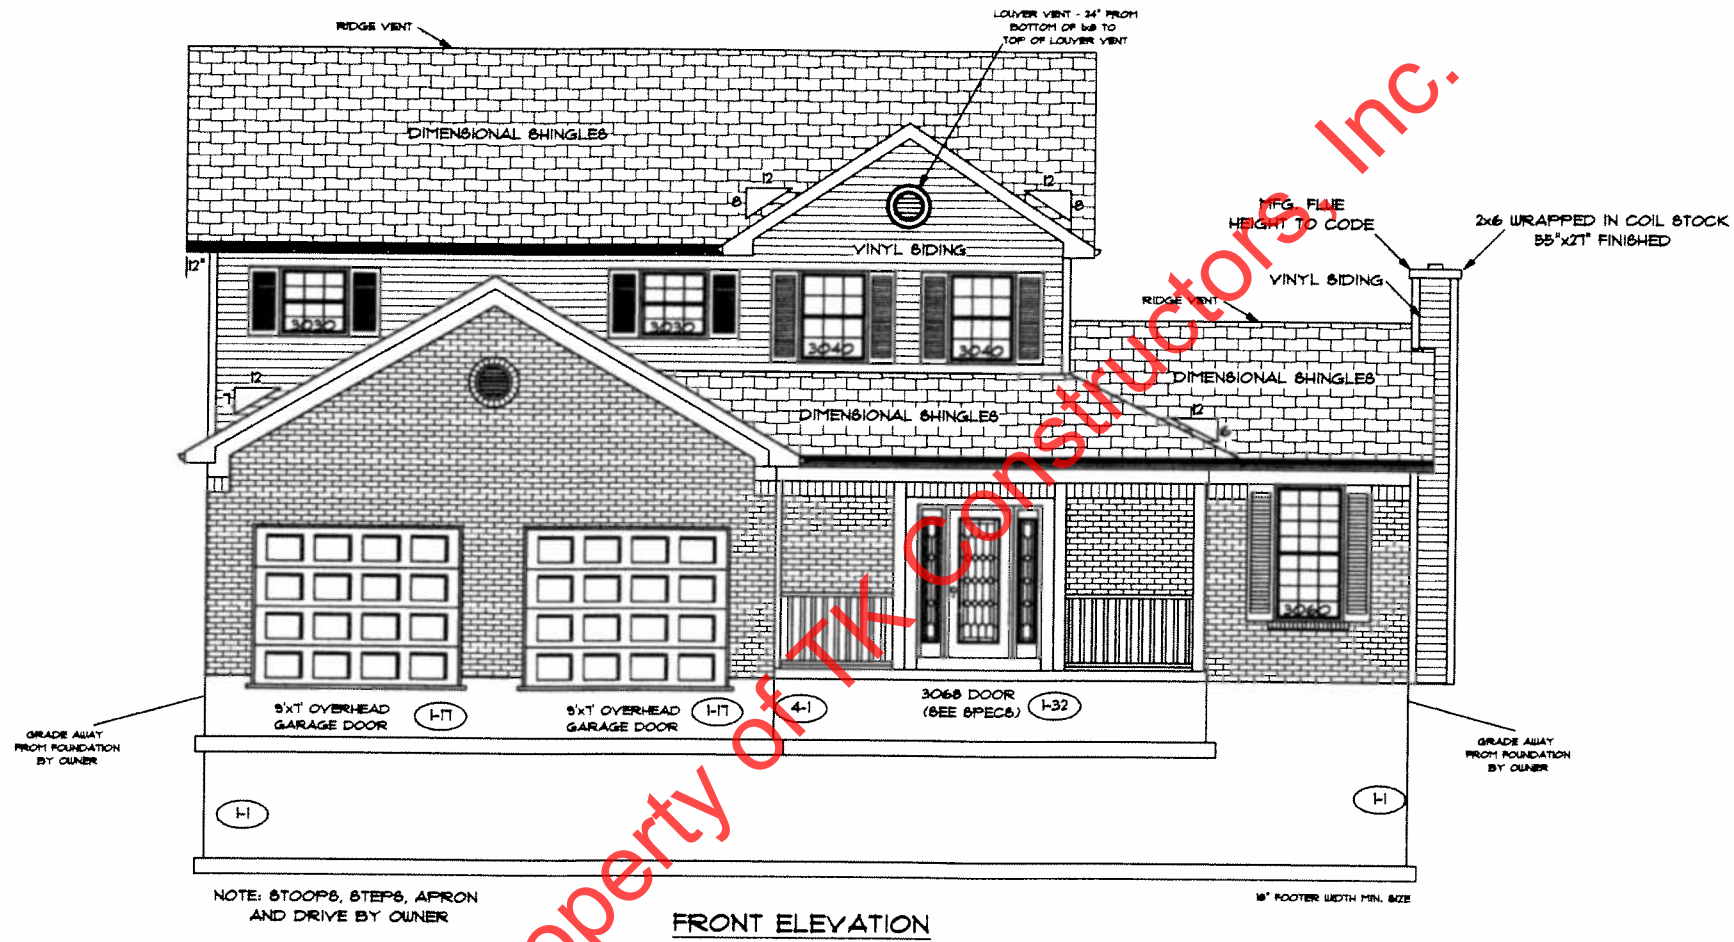 RIDGE VENT
LOUVER VENT - 24" FROM
BOTTOM OF 6x8 TO
TOP OF LOUVER VENT
DIMENSIONAL SHINGLES
12
8
12
8
MFG. FLUE
HEIGHT TO CODE
2x6 WRAPPED IN COIL STOCK
55"x27" FINISHED
VINYL SIDING
12"
VINYL SIDING
RIDGE VENT
3030
3030
3040
3040
12
7
DIMENSIONAL SHINGLES
DIMENSIONAL SHINGLES
12
6
3060
9'x7' OVERHEAD
GARAGE DOOR
1-17
9'x7' OVERHEAD
GARAGE DOOR
1-17
4-1
3068 DOOR
(SEE SPECS)
1-32
GRADE AWAY
FROM FOUNDATION
BY OWNER
GRADE AWAY
FROM FOUNDATION
BY OWNER
1-1
1-1
NOTE: STOOPS, STEPS, APRON
AND DRIVE BY OWNER
FRONT ELEVATION
FOOTER WIDTH MIN. SIZE
of TK Constructors, Inc.